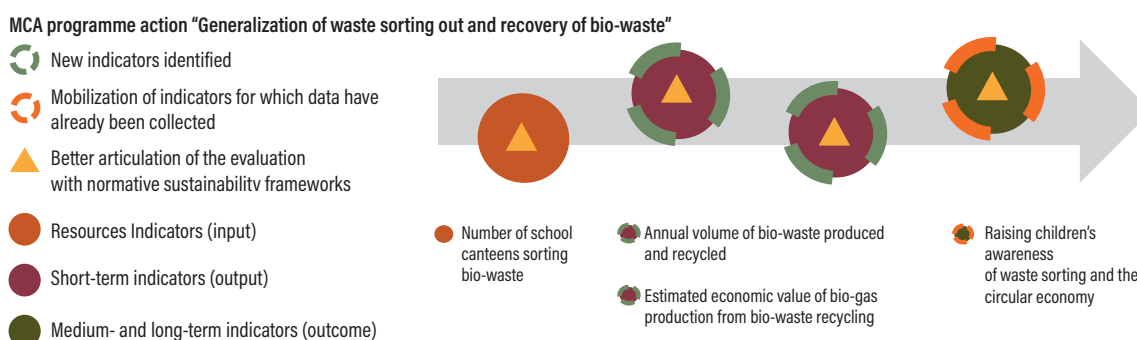 MCA programme action “Generalization of waste sorting out and recovery of bio-waste”
New indicators identified
Mobilization of indicators for which data have
already been collected
Better articulation of the evaluation
with normative sustainability frameworks
Resources Indicators (input)
Short-term indicators (output)
Medium- and long-term indicators (outcome)
Number of school
canteens sorting
bio-waste
Annual volume of bio-waste produced
and recycled
Estimated economic value of bio-gas
production from bio-waste recycling
Raising children’s
awareness
of waste sorting and the
circular economy